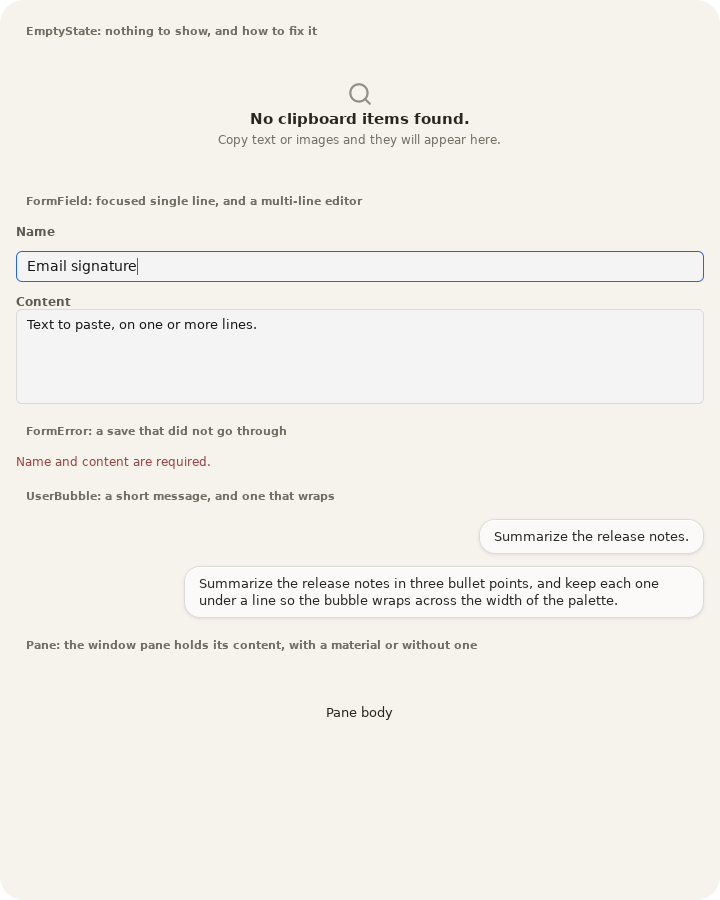 EmptyState: nothing to show, and how to fix it
No clipboard items found.
Copy text or images and they will appear here.
FormField: focused single line, and a multi-line editor
Name
Email signature
Content
Text to paste, on one or more lines.
FormError: a save that did not go through
Name and content are required.
UserBubble: a short message, and one that wraps
Summarize the release notes.
Summarize the release notes in three bullet points, and keep each one
under a line so the bubble wraps across the width of the palette.
Pane: the window pane holds its content, with a material or without one
Pane body